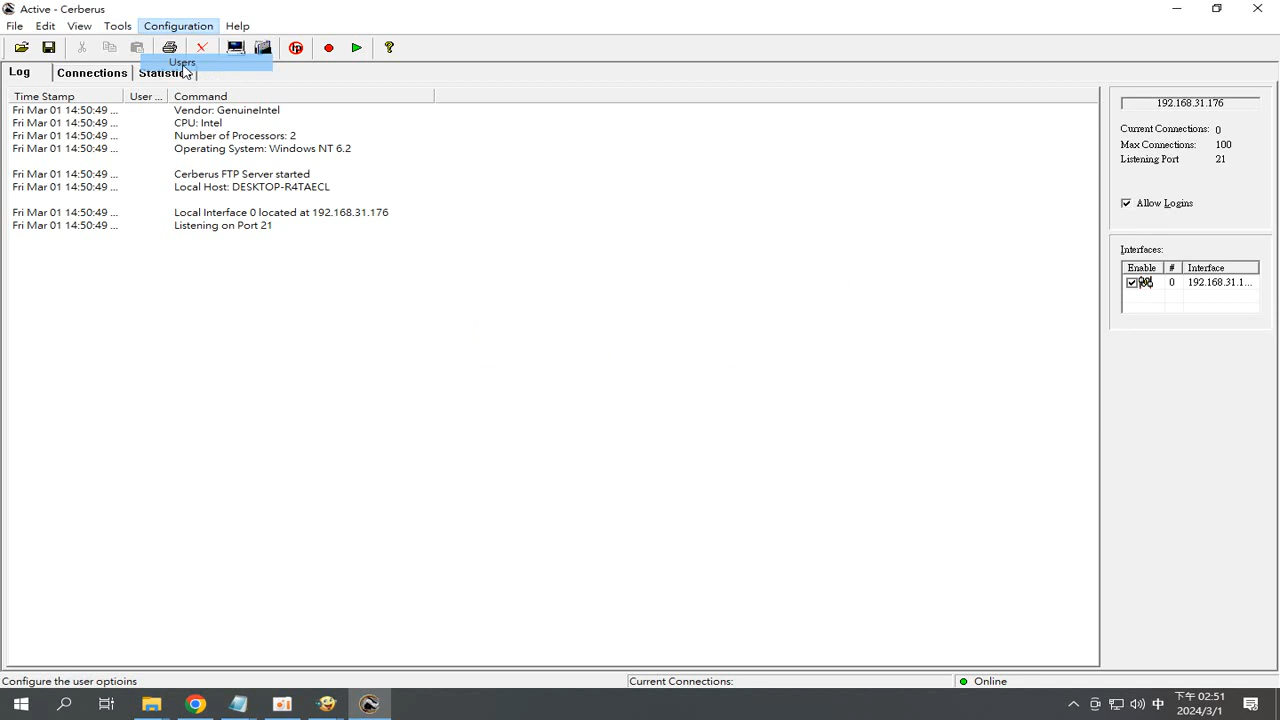 Active - Cerberus
File Edit View Tools Configuration Help
Users
Log Connections Statistic
Time Stamp User ... Command
Fri Mar 01 14:50:49 ... Vendor: GenuineIntel
Fri Mar 01 14:50:49 ... CPU: Intel
Fri Mar 01 14:50:49 ... Number of Processors: 2
Fri Mar 01 14:50:49 ... Operating System: Windows NT 6.2
Fri Mar 01 14:50:49 ... Cerberus FTP Server started
Fri Mar 01 14:50:49 ... Local Host: DESKTOP-R4TAECL
Fri Mar 01 14:50:49 ... Local Interface 0 located at 192.168.31.176
Fri Mar 01 14:50:49 ... Listening on Port 21
192.168.31.176
Current Connections: 0
Max Connections: 100
Listening Port 21
Allow Logins
Interfaces:
Enable # Interface
0 192.168.31.1...
Configure the user optioins
Current Connections:
Online
中
下午 02:51
2024/3/1